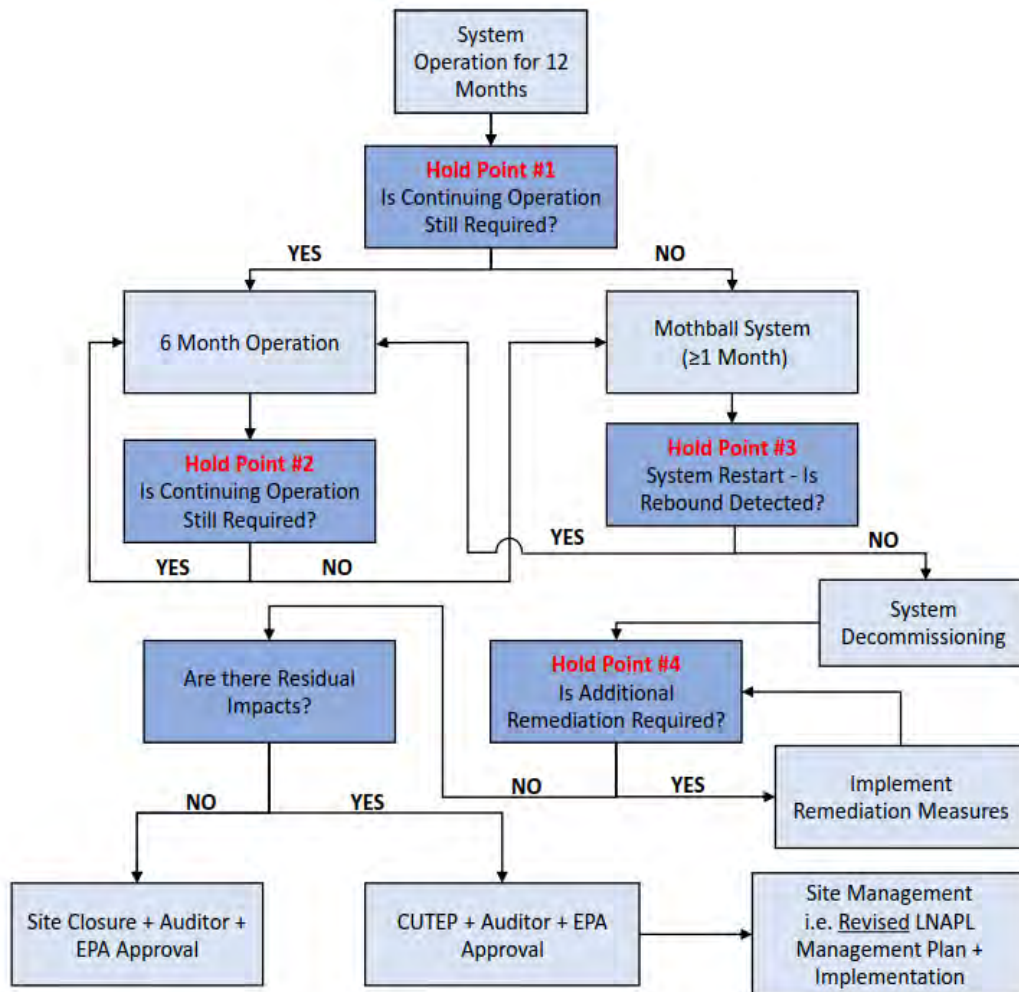 System
Operation for 12
Months
Hold Point #1
Is Continuing Operation
Still Required?
YES
NO
6 Month Operation
Mothball System
(≥1 Month)
Hold Point #2
Is Continuing Operation
Still Required?
Hold Point #3
System Restart - Is
Rebound Detected?
YES
NO
YES
NO
System
Decommissioning
Are there Residual
Impacts?
Hold Point #4
Is Additional
Remediation Required?
NO
YES
Implement
Remediation Measures
NO
YES
Site Closure + Auditor +
EPA Approval
CUTEP + Auditor + EPA
Approval
Site Management
i.e. Revised LNAPL
Management Plan +
Implementation